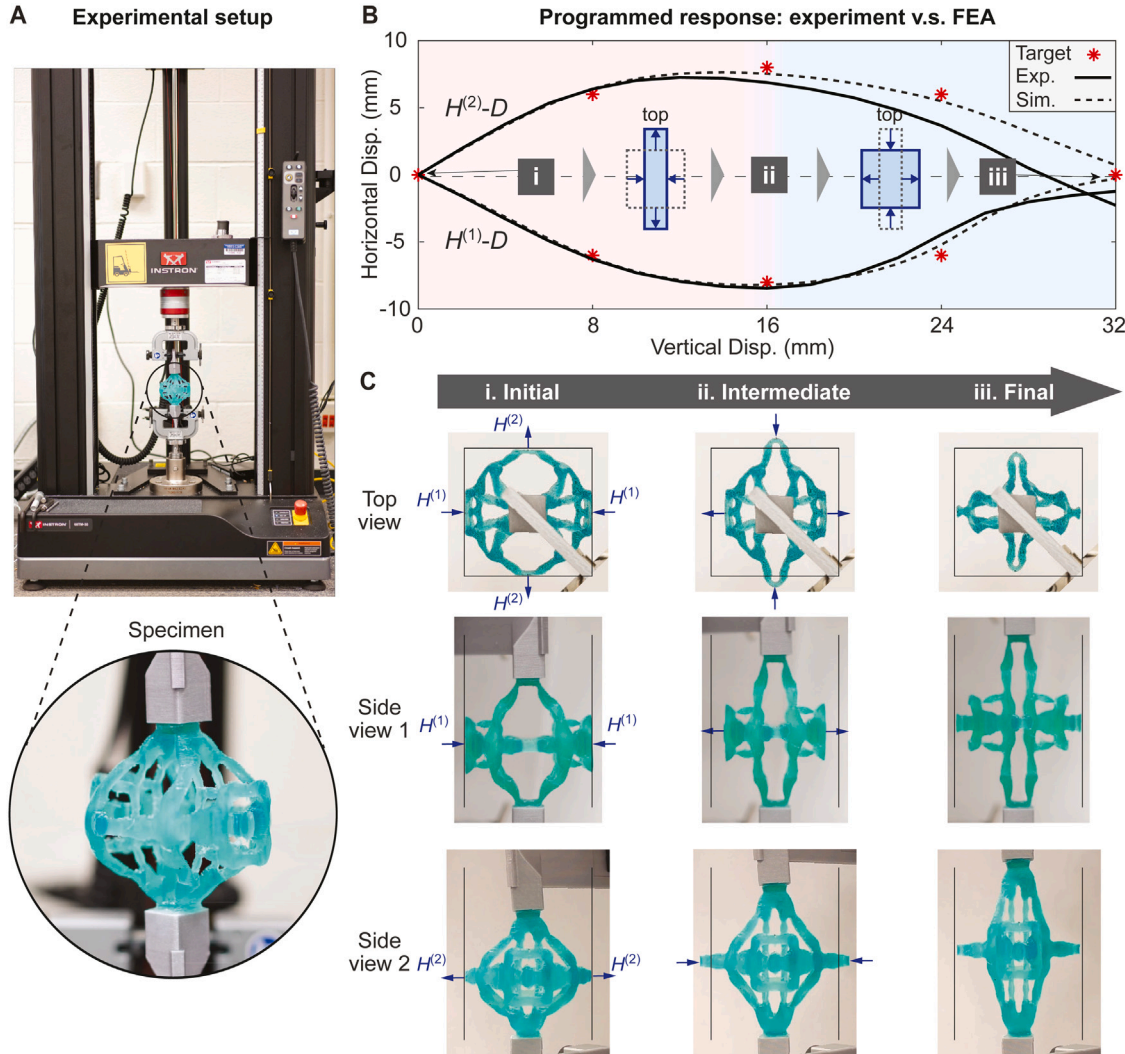 A
Experimental setup
INSTRON
INSTRON
Specimen
B
Programmed response: experiment v.s. FEA
Horizontal Disp. (mm)
10
5
0
-5
-10
0
8
16
24
32
Vertical Disp. (mm)
H(2)-D
H(1)-D
i
top
ii
top
iii
Target
Exp.
Sim.
C
i. Initial
ii. Intermediate
iii. Final
Top
view
H(2)
H(1)
H(1)
H(2)
Side
view 1
H(1)
H(1)
Side
view 2
H(2)
H(2)